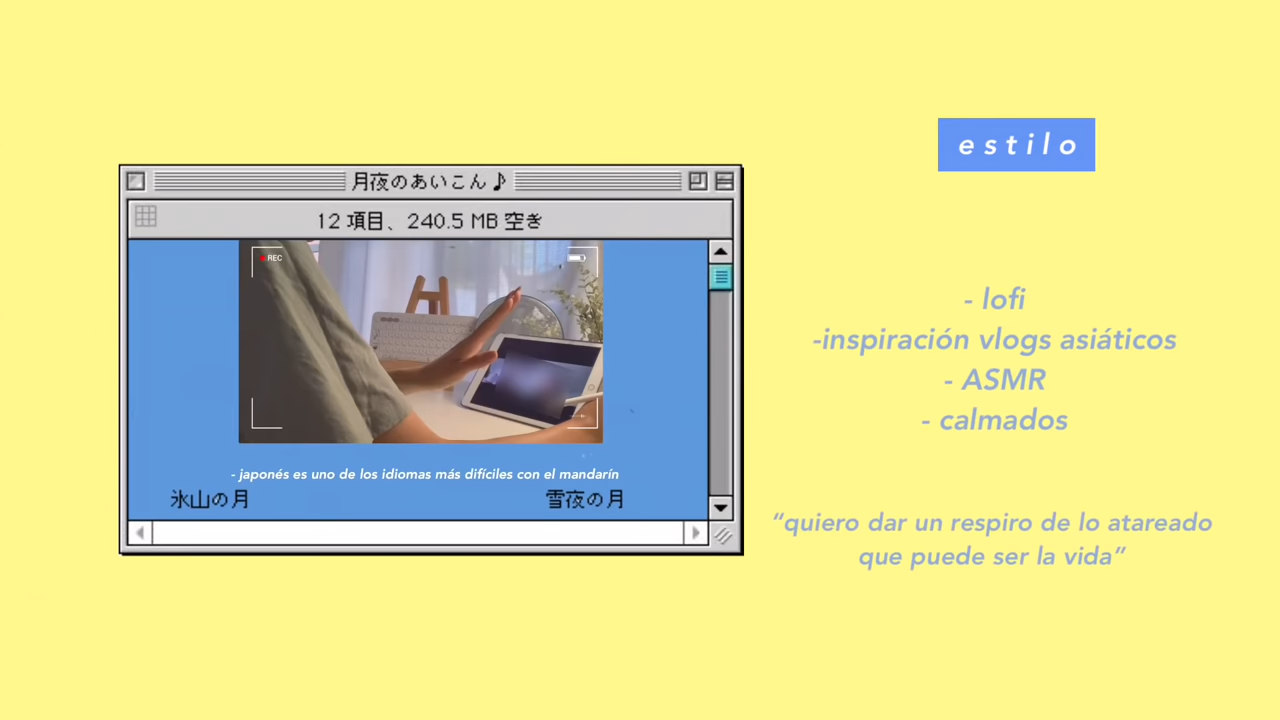 estilo
月夜のあいこん♪
12 項目、240.5 MB 空き
REC
- japonés es uno de los idiomas más difíciles con el mandarín
氷山の月
雪夜の月
- lofi
-inspiración vlogs asiáticos
- ASMR
- calmados
“quiero dar un respiro de lo atareado
que puede ser la vida”